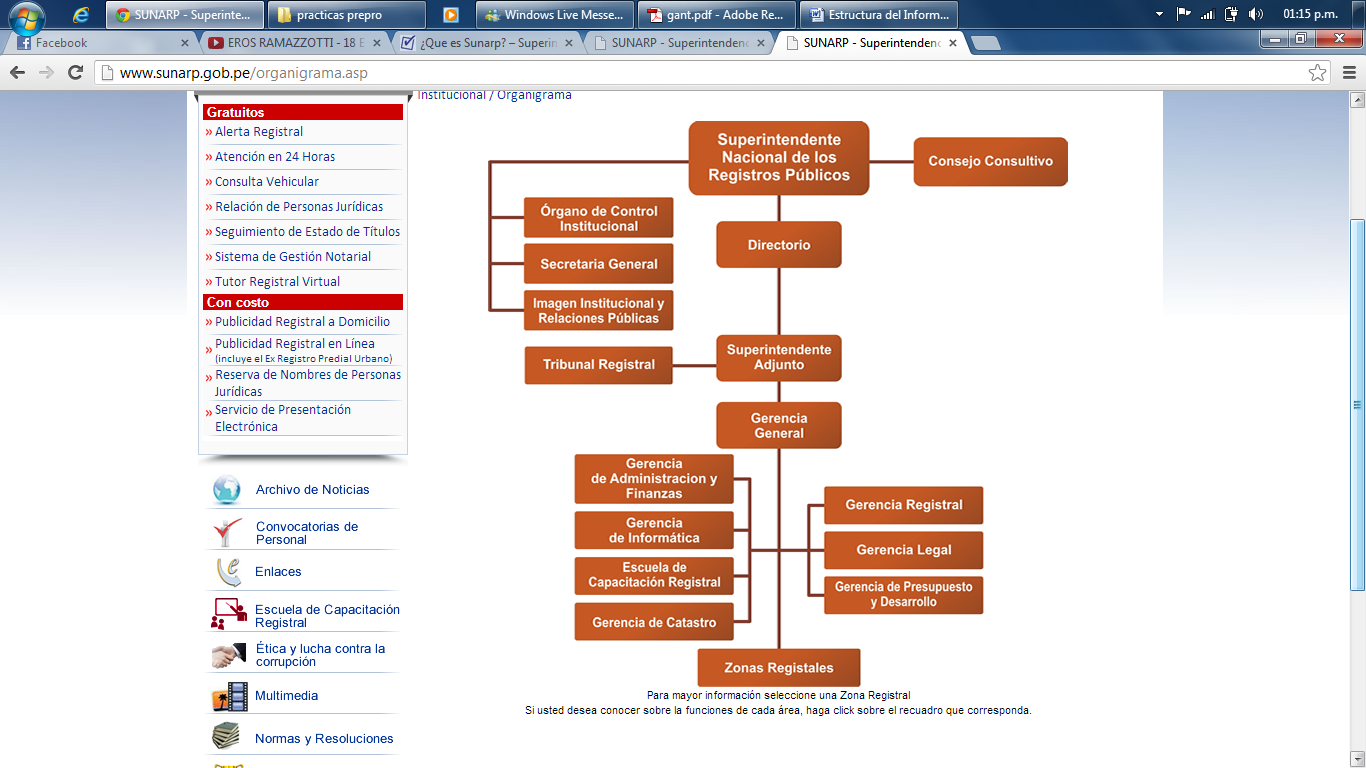 SUNARP - Superinte...
practicas prepro
Windows Live Messe...
gant.pdf - Adobe Re...
Estructura del Inform...
01:15 p.m.
Facebook
EROS RAMAZZOTTI - 18 E
¿Que es Sunarp? – Superin
SUNARP - Superintendenc
SUNARP - Superintendenc
www.sunarp.gob.pe/organigrama.asp
Institucional / Organigrama
Gratuitos
» Alerta Registral
» Atención en 24 Horas
» Consulta Vehicular
» Relación de Personas Jurídicas
» Seguimiento de Estado de Títulos
» Sistema de Gestión Notarial
» Tutor Registral Virtual
Con costo
» Publicidad Registral a Domicilio
» Publicidad Registral en Línea
(incluye el Ex Registro Predial Urbano)
» Reserva de Nombres de Personas
Jurídicas
» Servicio de Presentación
Electrónica
Archivo de Noticias
Convocatorias de
Personal
Enlaces
Escuela de Capacitación
Registral
Ética y lucha contra la
corrupción
Multimedia
Normas y Resoluciones
Superintendente
Nacional de los
Registros Públicos
Consejo Consultivo
Órgano de Control
Institucional
Secretaria General
Imagen Institucional y
Relaciones Públicas
Directorio
Tribunal Registral
Superintendente
Adjunto
Gerencia
General
Gerencia
de Administracion y
Finanzas
Gerencia
de Informática
Escuela de
Capacitación Registral
Gerencia de Catastro
Gerencia Registral
Gerencia Legal
Gerencia de Presupuesto
y Desarrollo
Zonas Registales
Para mayor información seleccione una Zona Registral
Si usted desea conocer sobre la funciones de cada área, haga click sobre el recuadro que corresponda.